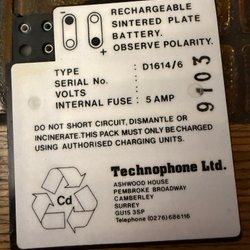 RECHARGEABLE
SINTERED PLATE
BATTERY.
OBSERVE POLARITY.
TYPE : D1614/6
SERIAL No. :
VOLTS :
INTERNAL FUSE : 5 AMP
9103
DO NOT SHORT CIRCUIT, DISMANTLE OR
INCINERATE. THIS PACK MUST ONLY BE CHARGED
USING AUTHORISED CHARGING UNITS.
Cd
Technophone Ltd.
ASHWOOD HOUSE
PEMBROKE BROADWAY
CAMBERLEY
SURREY
GU15 3SP
Telephone (0276) 686116